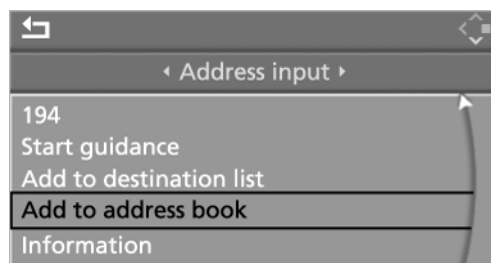 Address input
194
Start guidance
Add to destination list
Add to address book
Information